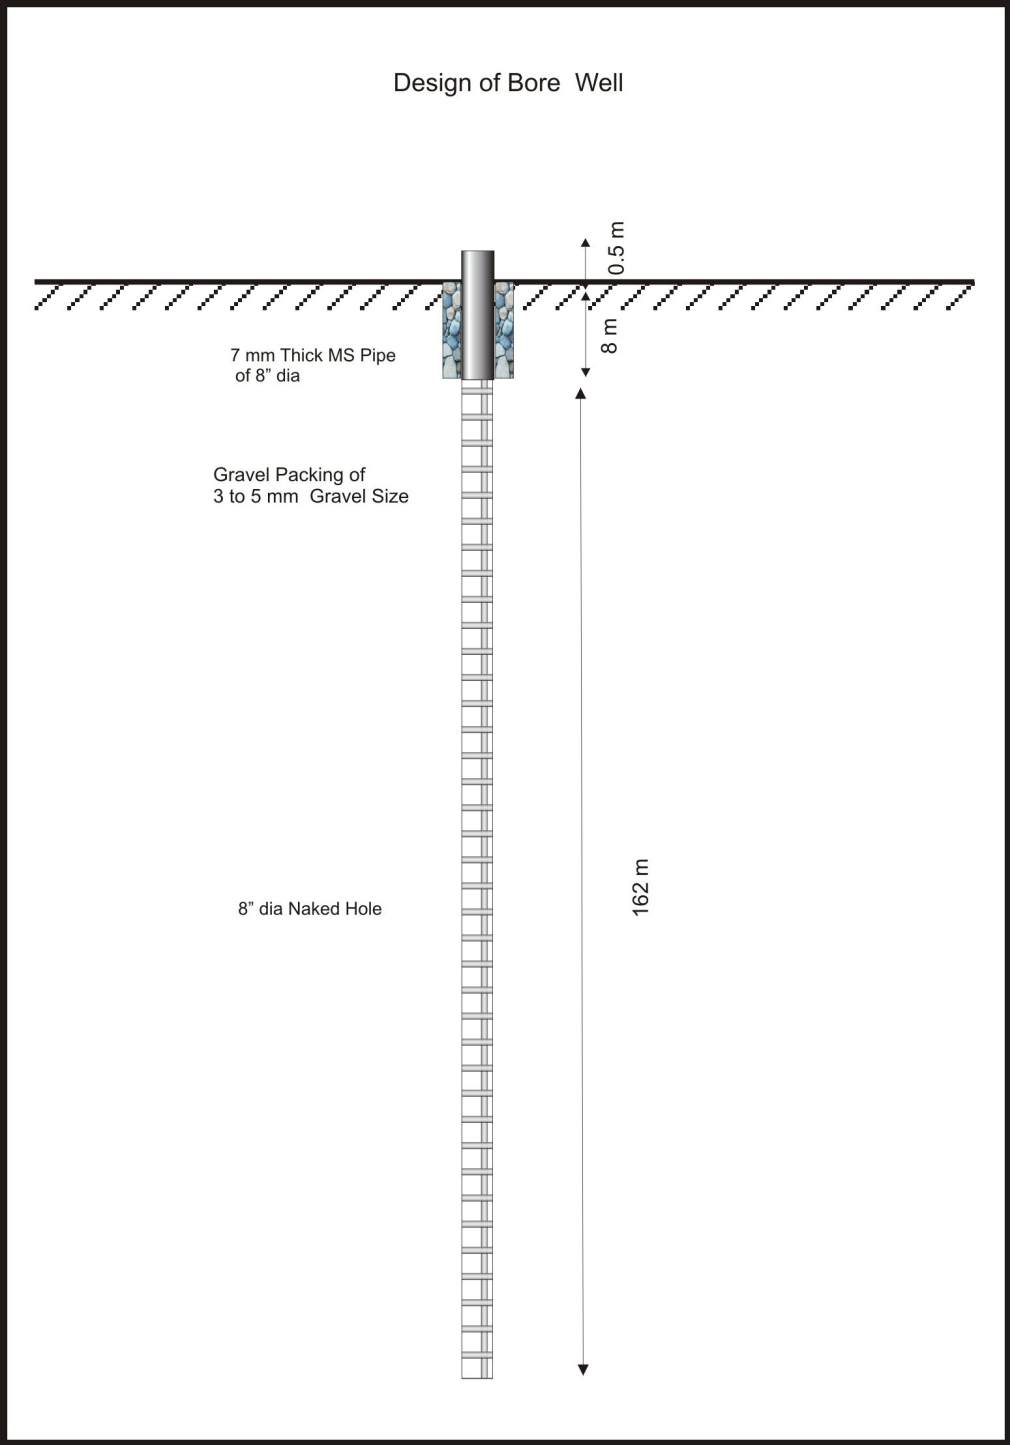 Design of Bore  Well
0.5 m
8 m
7 mm Thick MS Pipe
of 8” dia
Gravel Packing of
3 to 5 mm  Gravel Size
162 m
8” dia Naked Hole